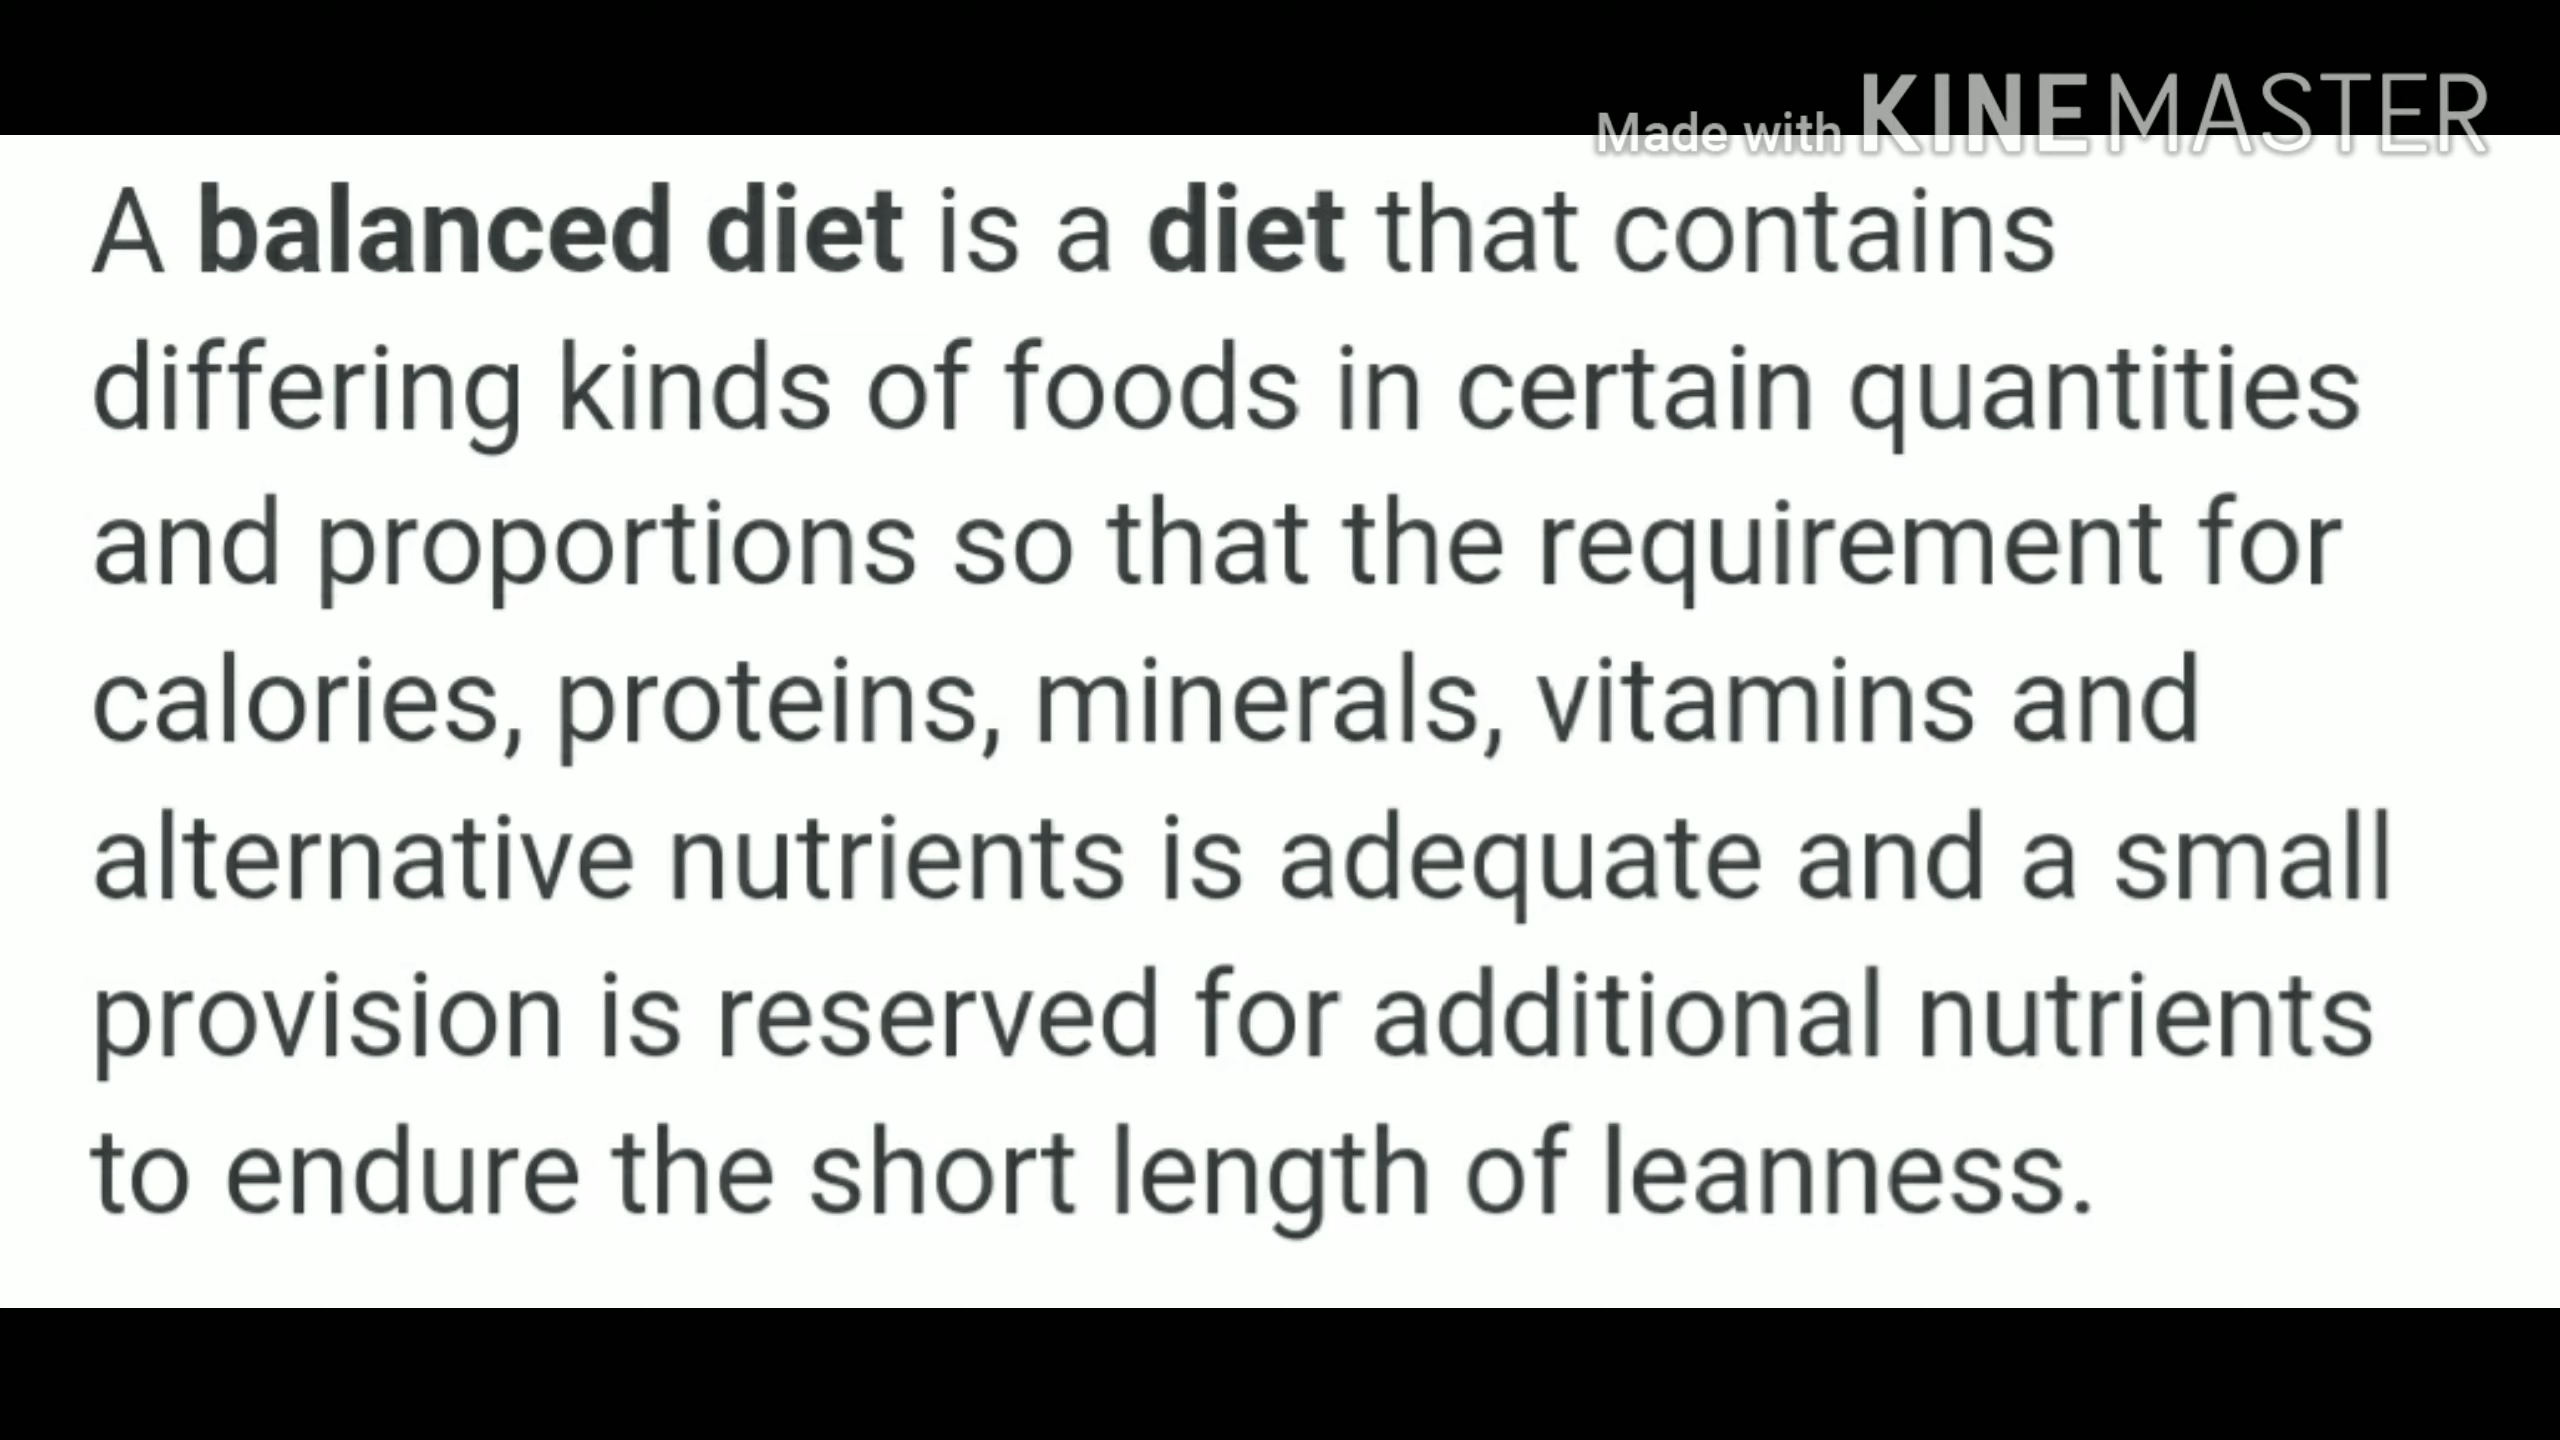 Made with KINEMASTER
A balanced diet is a diet that contains
differing kinds of foods in certain quantities
and proportions so that the requirement for
calories, proteins, minerals, vitamins and
alternative nutrients is adequate and a small
provision is reserved for additional nutrients
to endure the short length of leanness.